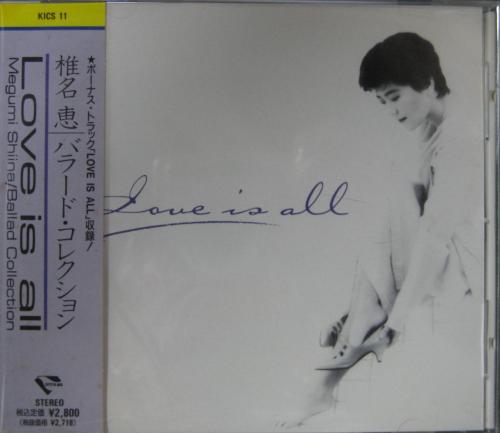 KICS 11
★ボーナス・トラック「LOVE IS ALL」収録！
椎名 恵 | バラード・コレクション
Love is all
Megumi Shiina/Ballad Collection
STEREO
税込定価 ¥2,800
(税抜価格 ¥2,718)
Love is all